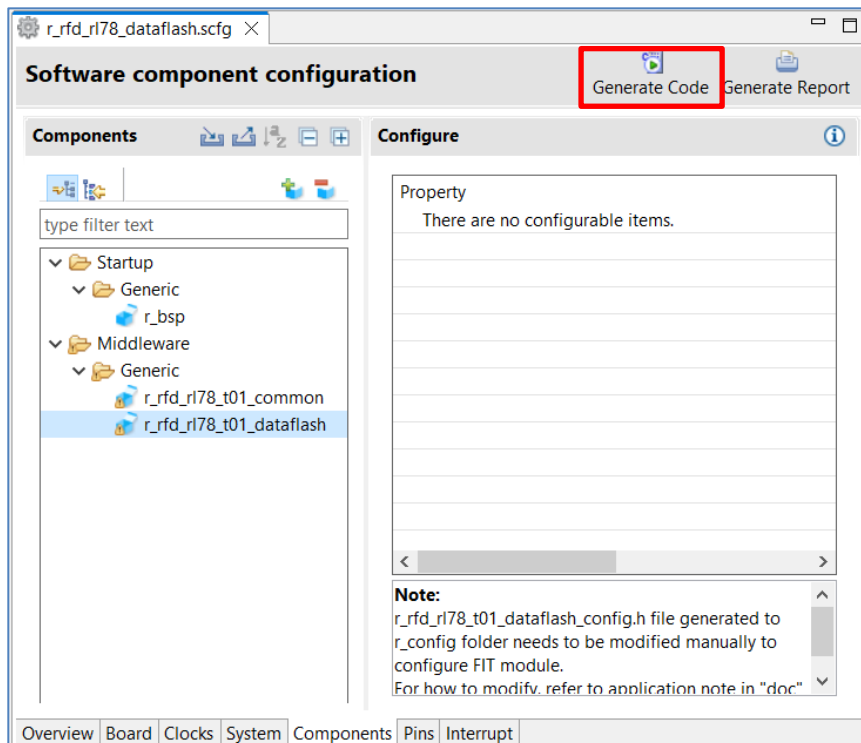 r_rfd_rl78_dataflash.scfg
Software component configuration
Generate Code
Generate Report
Components
Configure
type filter text
Startup
Generic
r_bsp
Middleware
Generic
r_rfd_rl78_t01_common
r_rfd_rl78_t01_dataflash
Property
There are no configurable items.
Note:
r_rfd_rl78_t01_dataflash_config.h file generated to
r_config folder needs to be modified manually to
configure FIT module.
For how to modify, refer to application note in "doc"
Overview Board Clocks System Components Pins Interrupt